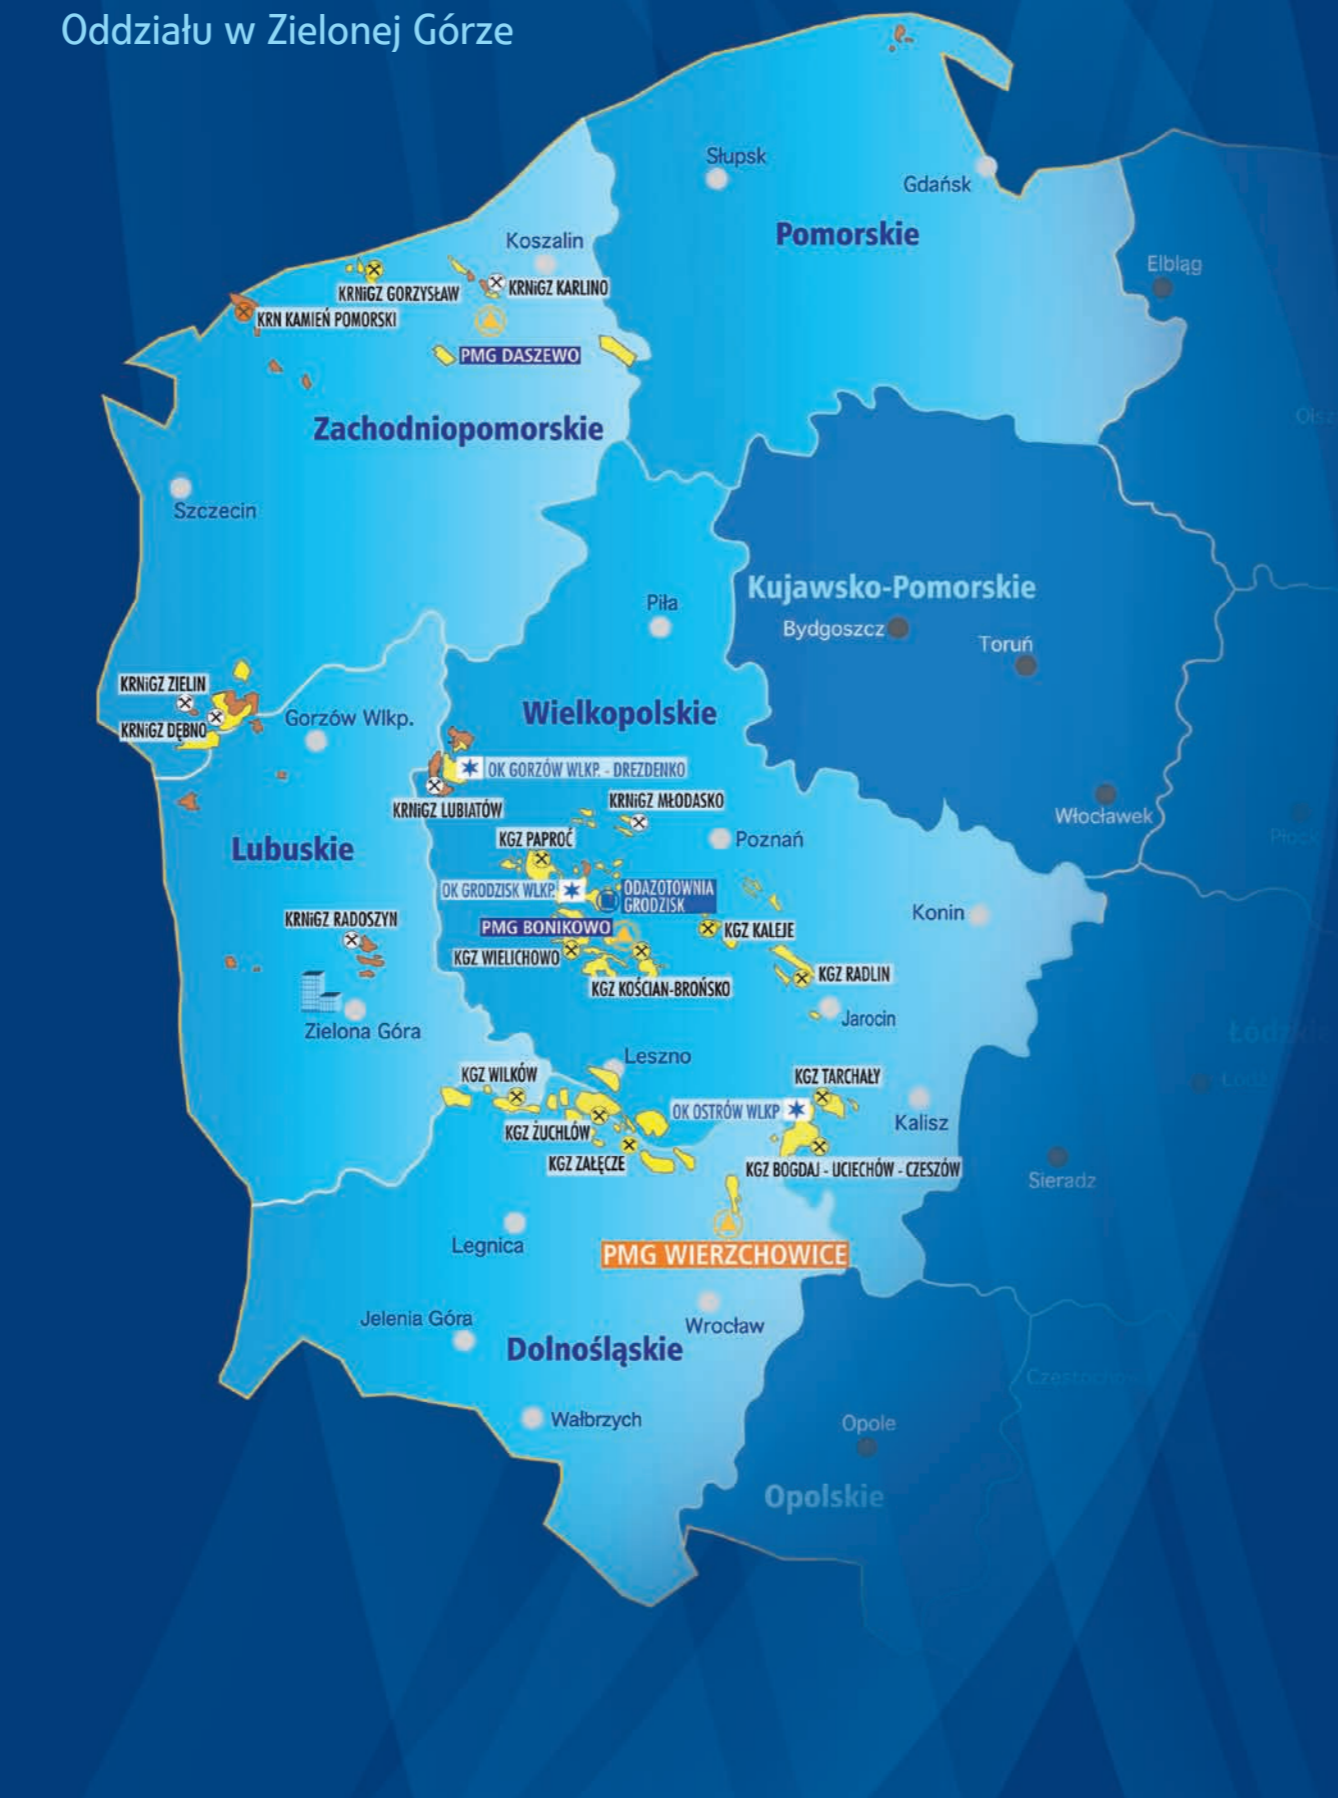 Oddziału w Zielonej Górze
Słupsk
Gdańsk
Pomorskie
Koszalin
Elbląg
KRNiGZ GORZYSŁAW
KRNiGZ KARLINO
KRN KAMIEŃ POMORSKI
PMG DASZEWO
Zachodniopomorskie
Szczecin
Kujawsko-Pomorskie
Piła
Bydgoszcz
Toruń
KRNiGZ ZIELIN
KRNiGZ DĘBNO
Gorzów Wlkp.
Wielkopolskie
OK GORZÓW WLKP. - DREZDENKO
KRNiGZ LUBIATÓW
KRNiGZ MŁODASKO
Włocławek
Płock
KGZ PAPROĆ
Poznań
Lubuskie
OK GRODZISK WLKP
ODAZOTOWNIA
GRODZISK
KRNiGZ RADOSZYN
Konin
PMG BONIKOWO
KGZ KALEJE
KGZ WIELICHOWO
KGZ RADLIN
KGZ KOŚCIAN-BROŃSKO
Jarocin
Zielona Góra
Łódzkie
Leszno
KGZ WILKÓW
KGZ TARCHAŁY
Łódź
OK OSTRÓW WLKP
Kalisz
KGZ ŻUCHLÓW
KGZ ZAŁĘCZE
KGZ BOGDAJ - UCIECHÓW - CZESZÓW
Sieradz
Legnica
PMG WIERZCHOWICE
Jelenia Góra
Wrocław
Dolnośląskie
Częstochowa
Wałbrzych
Opole
Opolskie